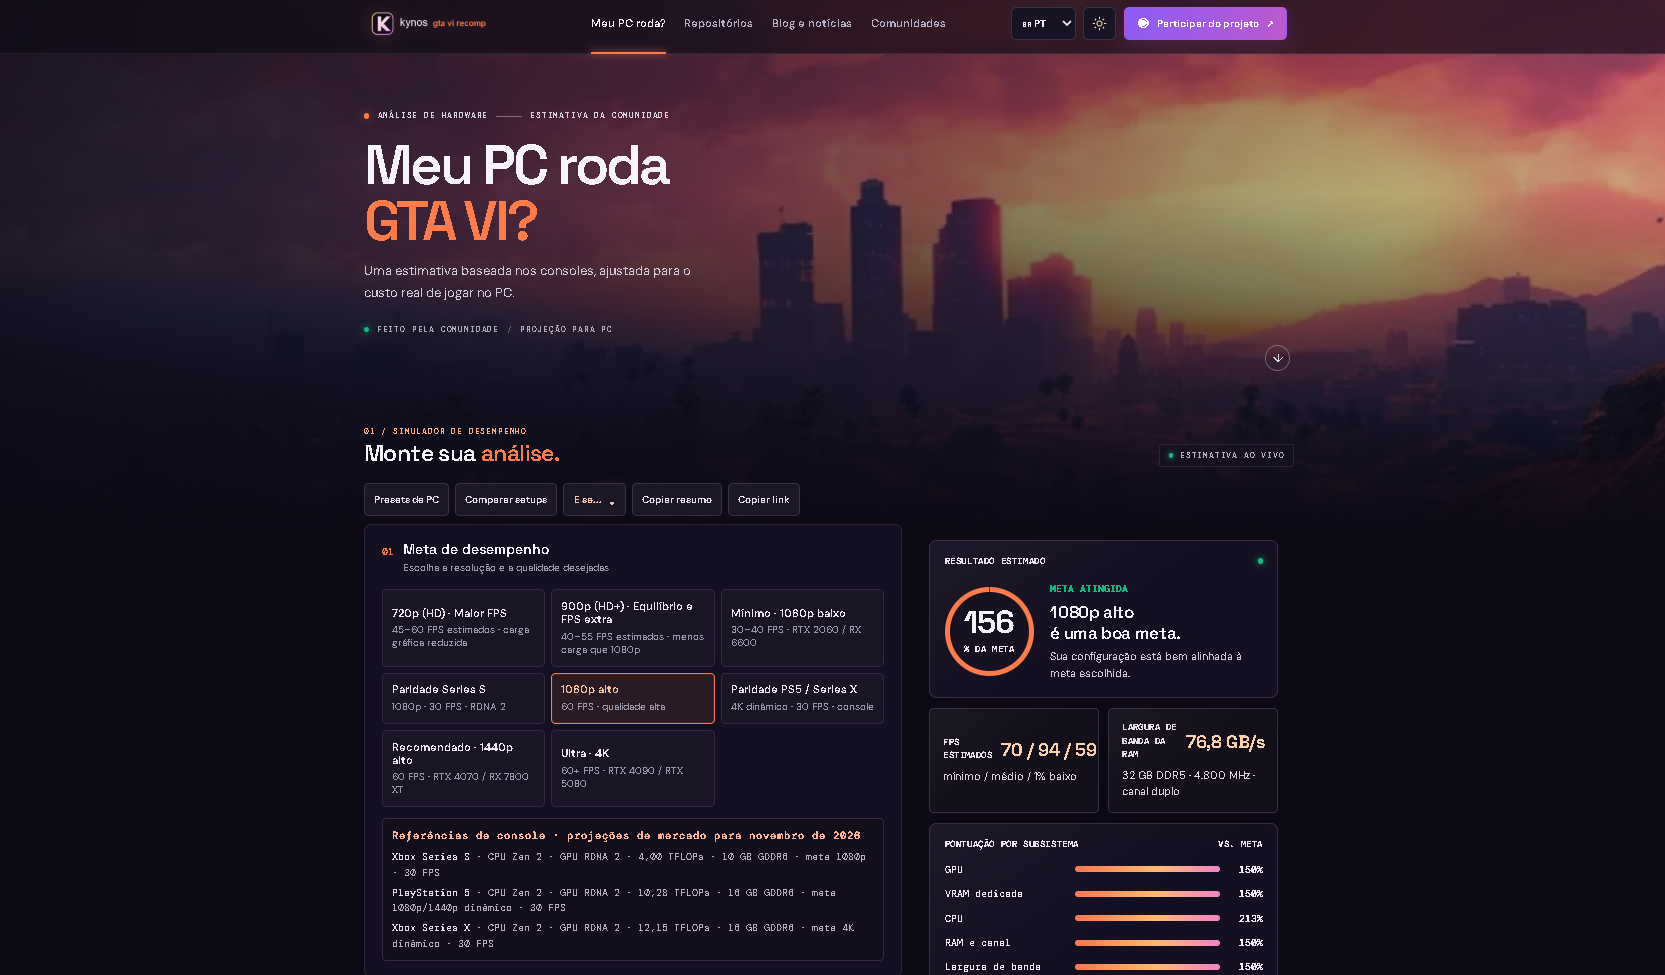 K kynos gta vi recomp
Meu PC roda?
Repositórios
Blog e notícias
Comunidades
BR PT
Participar do projeto ↗
ANÁLISE DE HARDWARE
ESTIMATIVA DA COMUNIDADE
Meu PC roda
GTA VI?
Uma estimativa baseada nos consoles, ajustada para o
custo real de jogar no PC.
FEITO PELA COMUNIDADE / PROJEÇÃO PARA PC
01 / SIMULADOR DE DESEMPENHO
Monte sua análise.
ESTIMATIVA AO VIVO
Presets de PC
Comparar setups
E se...
Copiar resumo
Copiar link
01 Meta de desempenho
Escolha a resolução e a qualidade desejadas
720p (HD) · Maior FPS
45–60 FPS estimados · carga
gráfica reduzida
900p (HD+) · Equilíbrio e
FPS extra
40–55 FPS estimados · menos
carga que 1080p
Mínimo · 1080p baixo
30–40 FPS · RTX 2060 / RX
6600
Paridade Series S
1080p · 30 FPS · RDNA 2
1080p alto
60 FPS · qualidade alta
Paridade PS5 / Series X
4K dinâmico · 30 FPS · console
Recomendado · 1440p
alto
60 FPS · RTX 4070 / RX 7800
XT
Ultra · 4K
60+ FPS · RTX 4090 / RTX
5080
Referências de console · projeções de mercado para novembro de 2026
Xbox Series S · CPU Zen 2 · GPU RDNA 2 · 4,00 TFLOPs · 10 GB GDDR6 · meta 1080p
· 30 FPS
PlayStation 5 · CPU Zen 2 · GPU RDNA 2 · 10,28 TFLOPs · 16 GB GDDR6 · meta
1080p/1440p dinâmico · 30 FPS
Xbox Series X · CPU Zen 2 · GPU RDNA 2 · 12,15 TFLOPs · 16 GB GDDR6 · meta 4K
dinâmico · 30 FPS
RESULTADO ESTIMADO
156
% DA META
META ATINGIDA
1080p alto
é uma boa meta.
Sua configuração está bem alinhada à
meta escolhida.
FPS
ESTIMADOS
70 / 94 / 59
mínimo / médio / 1% baixo
LARGURA DE
BANDA DA
RAM
76,8 GB/s
32 GB DDR5 · 4.800 MHz ·
canal duplo
PONTUAÇÃO POR SUBSISTEMA
VS. META
GPU 150%
VRAM dedicada 150%
CPU 213%
RAM e canal 150%
Largura de banda 150%